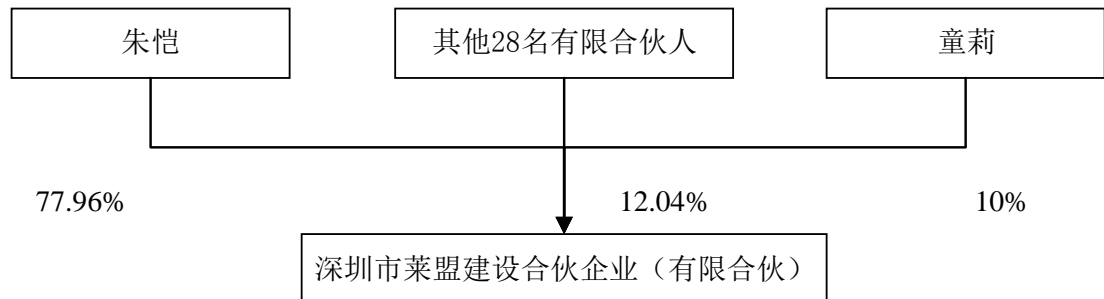 朱恺
其他28名有限合伙人
童莉
77.96%
12.04%
10%
深圳市莱盟建设合伙企业（有限合伙）